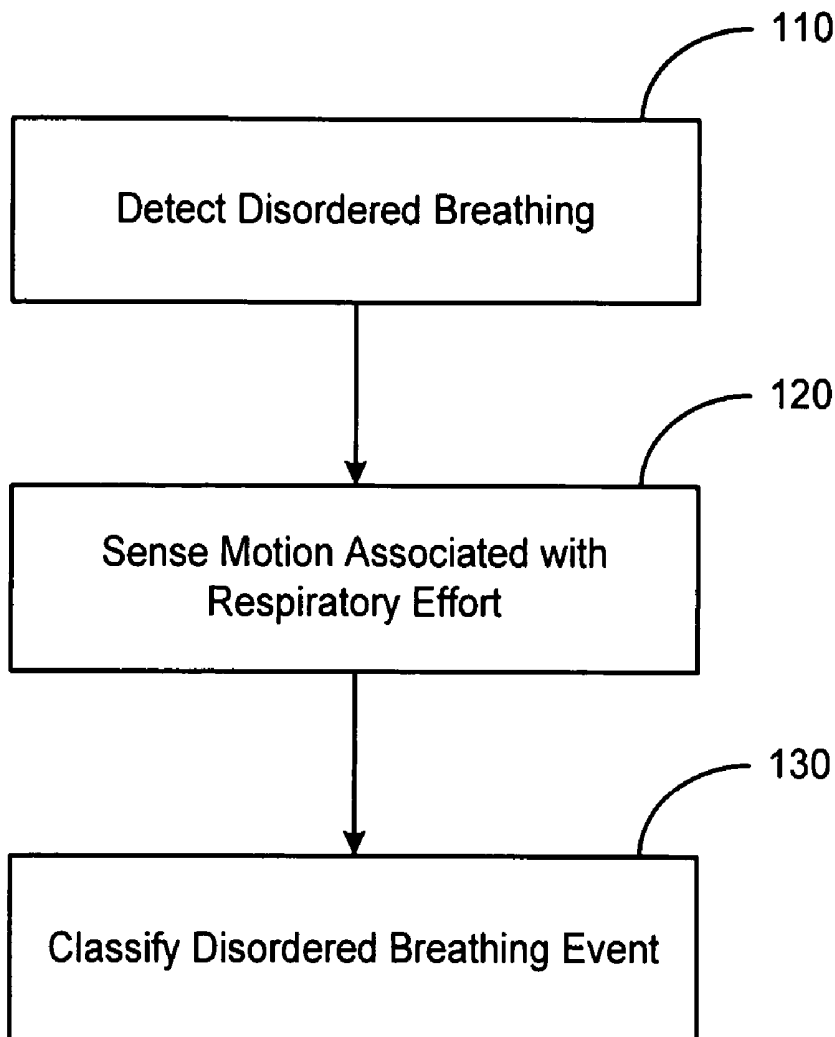 110
Detect Disordered Breathing
120
Sense Motion Associated with
Respiratory Effort
130
Classify Disordered Breathing Event